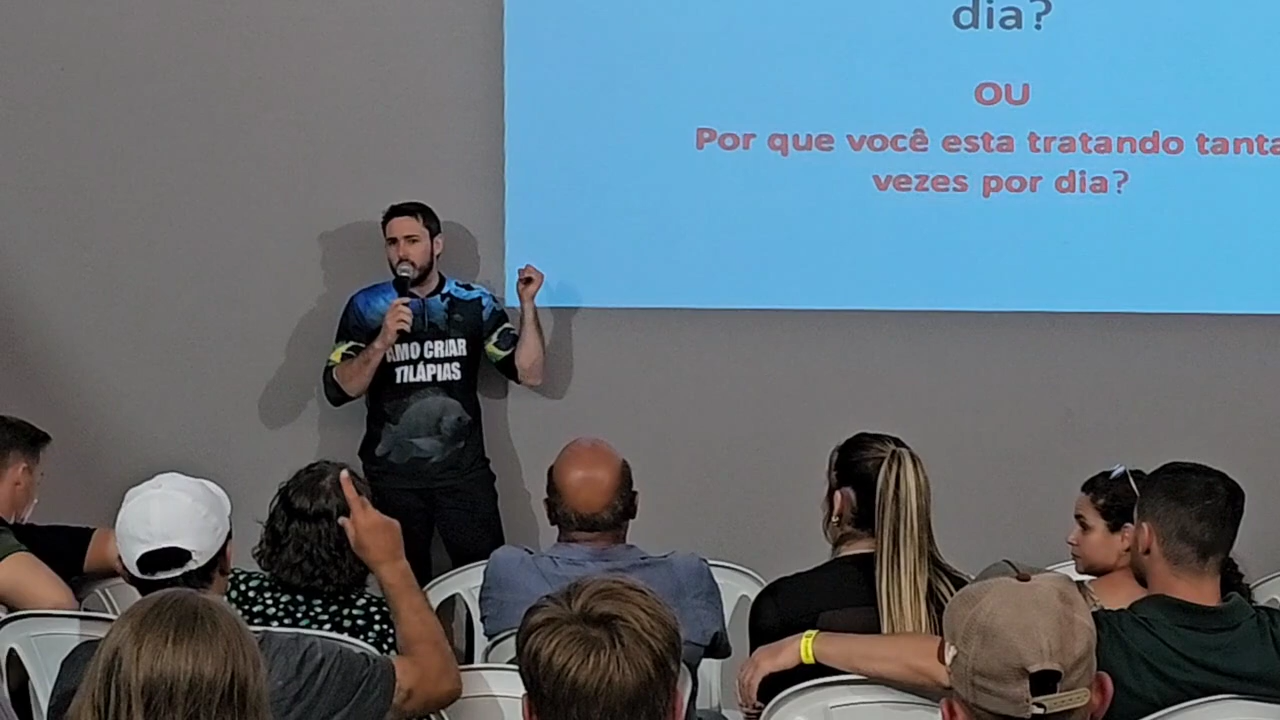 dia?
OU
Por que você esta tratando tanta
vezes por dia?
AMO CRIAR
TILÁPIAS